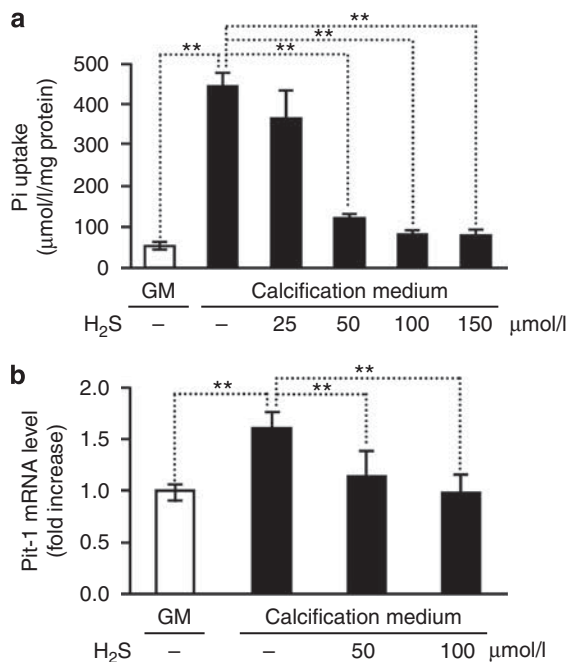 a
**
**
**
**
Pi uptake
(μmol/l/mg protein)
500
400
300
200
100
0
GM Calcification medium
H₂S – – 25 50 100 150 μmol/l
b
**
**
**
Pit-1 mRNA level
(fold increase)
2.0
1.5
1.0
0.5
0.0
GM Calcification medium
H₂S – – 50 100 μmol/l